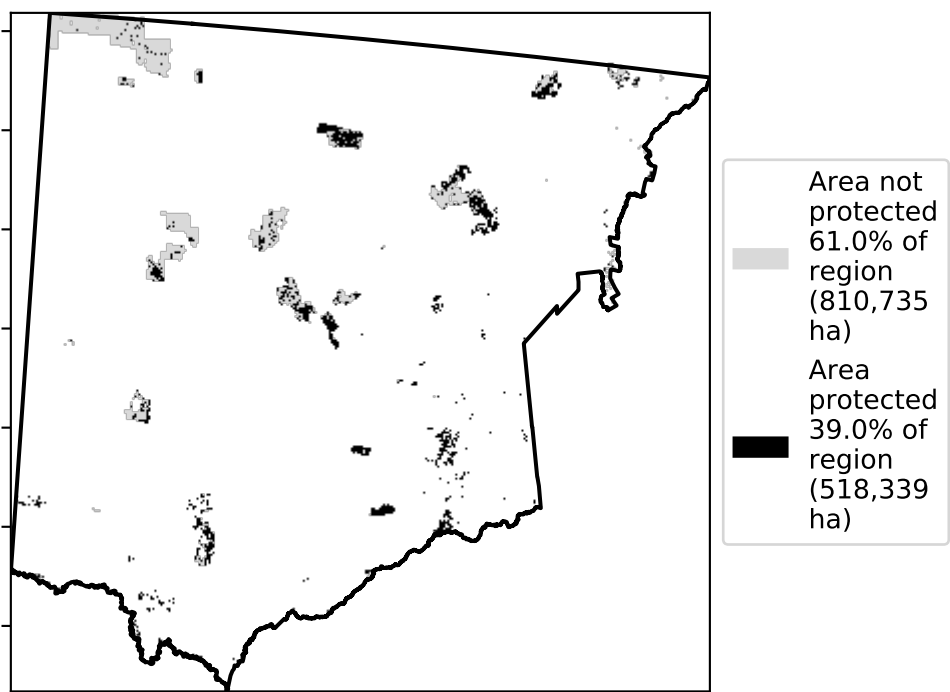 Area not
protected
61.0% of
region
(810,735
ha)
Area
protected
39.0% of
region
(518,339
ha)